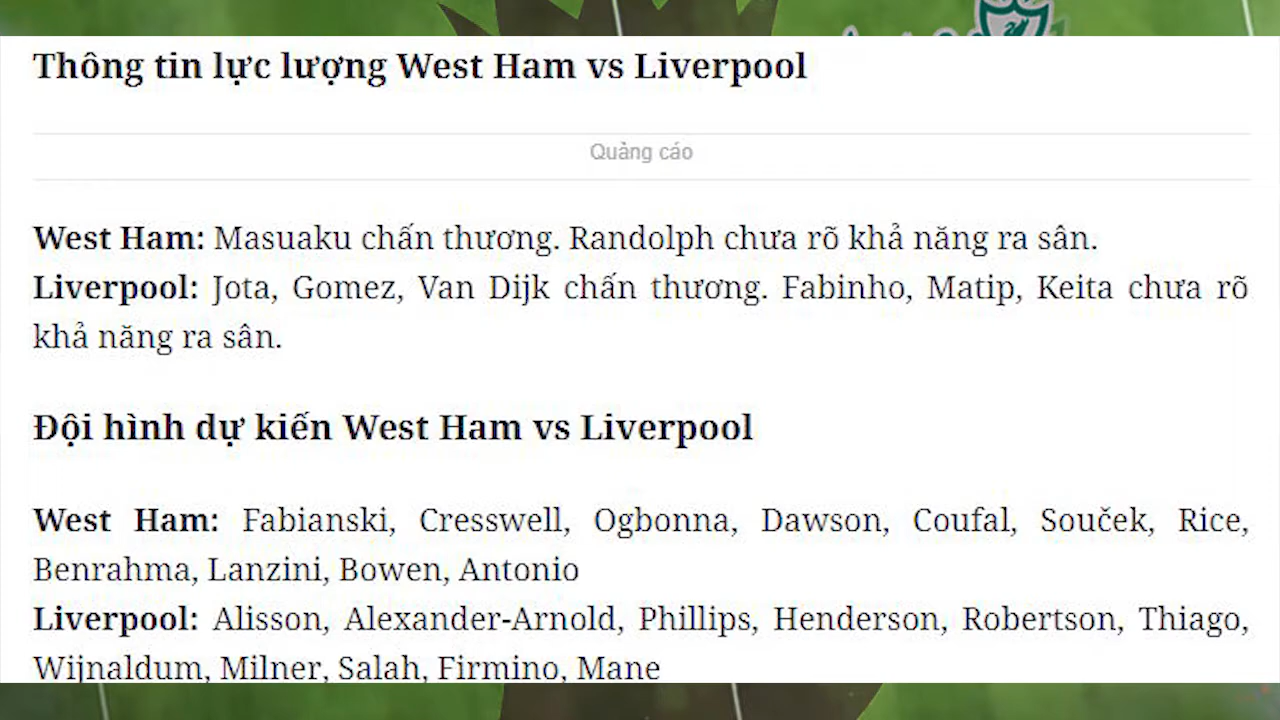 Thông tin lực lượng West Ham vs Liverpool
Quảng cáo
West Ham: Masuaku chấn thương. Randolph chưa rõ khả năng ra sân.
Liverpool: Jota, Gomez, Van Dijk chấn thương. Fabinho, Matip, Keita chưa rõ
khả năng ra sân.
Đội hình dự kiến West Ham vs Liverpool
West Ham: Fabianski, Cresswell, Ogbonna, Dawson, Coufal, Souček, Rice,
Benrahma, Lanzini, Bowen, Antonio
Liverpool: Alisson, Alexander-Arnold, Phillips, Henderson, Robertson, Thiago,
Wijnaldum, Milner, Salah, Firmino, Mane